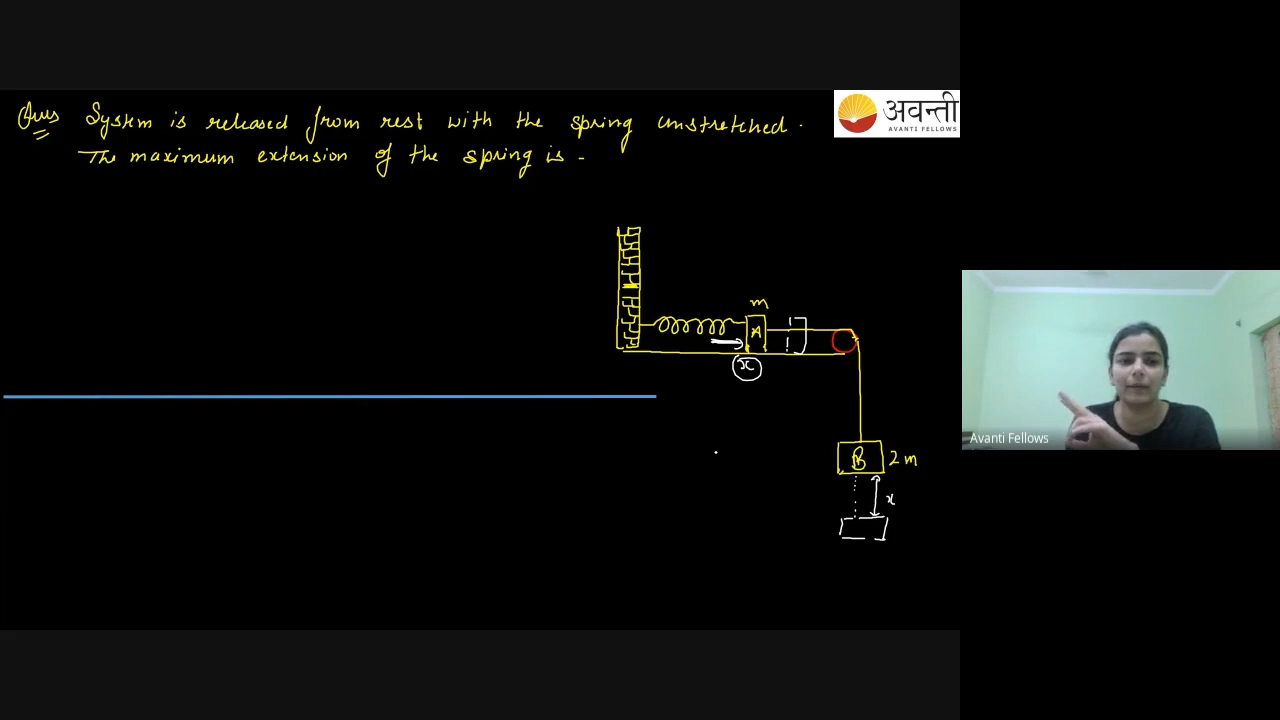 Ques System is released from rest with the spring unstretched.
The maximum extension of the spring is -
अवन्ती
AVANTI FELLOWS
m
A
x
B 2m
x
Avanti Fellows